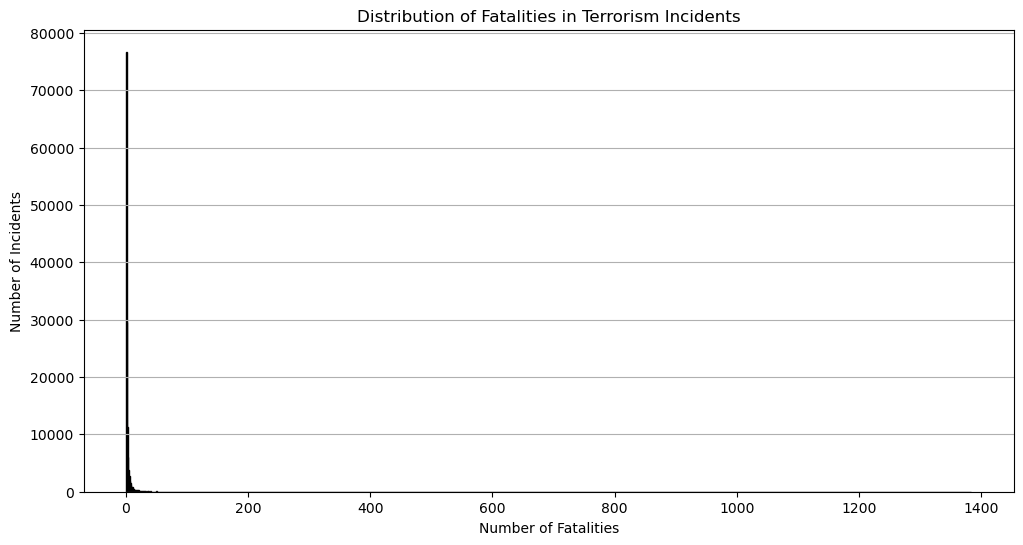 Distribution of Fatalities in Terrorism Incidents
80000
70000
60000
50000
40000
30000
20000
10000
0
Number of Incidents
0 200 400 600 800 1000 1200 1400
Number of Fatalities